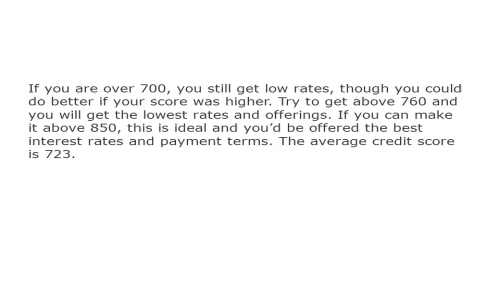 If you are over 700, you still get low rates, though you could
do better if your score was higher. Try to get above 760 and
you will get the lowest rates and offerings. If you can make
it above 850, this is ideal and you’d be offered the best
interest rates and payment terms. The average credit score
is 723.